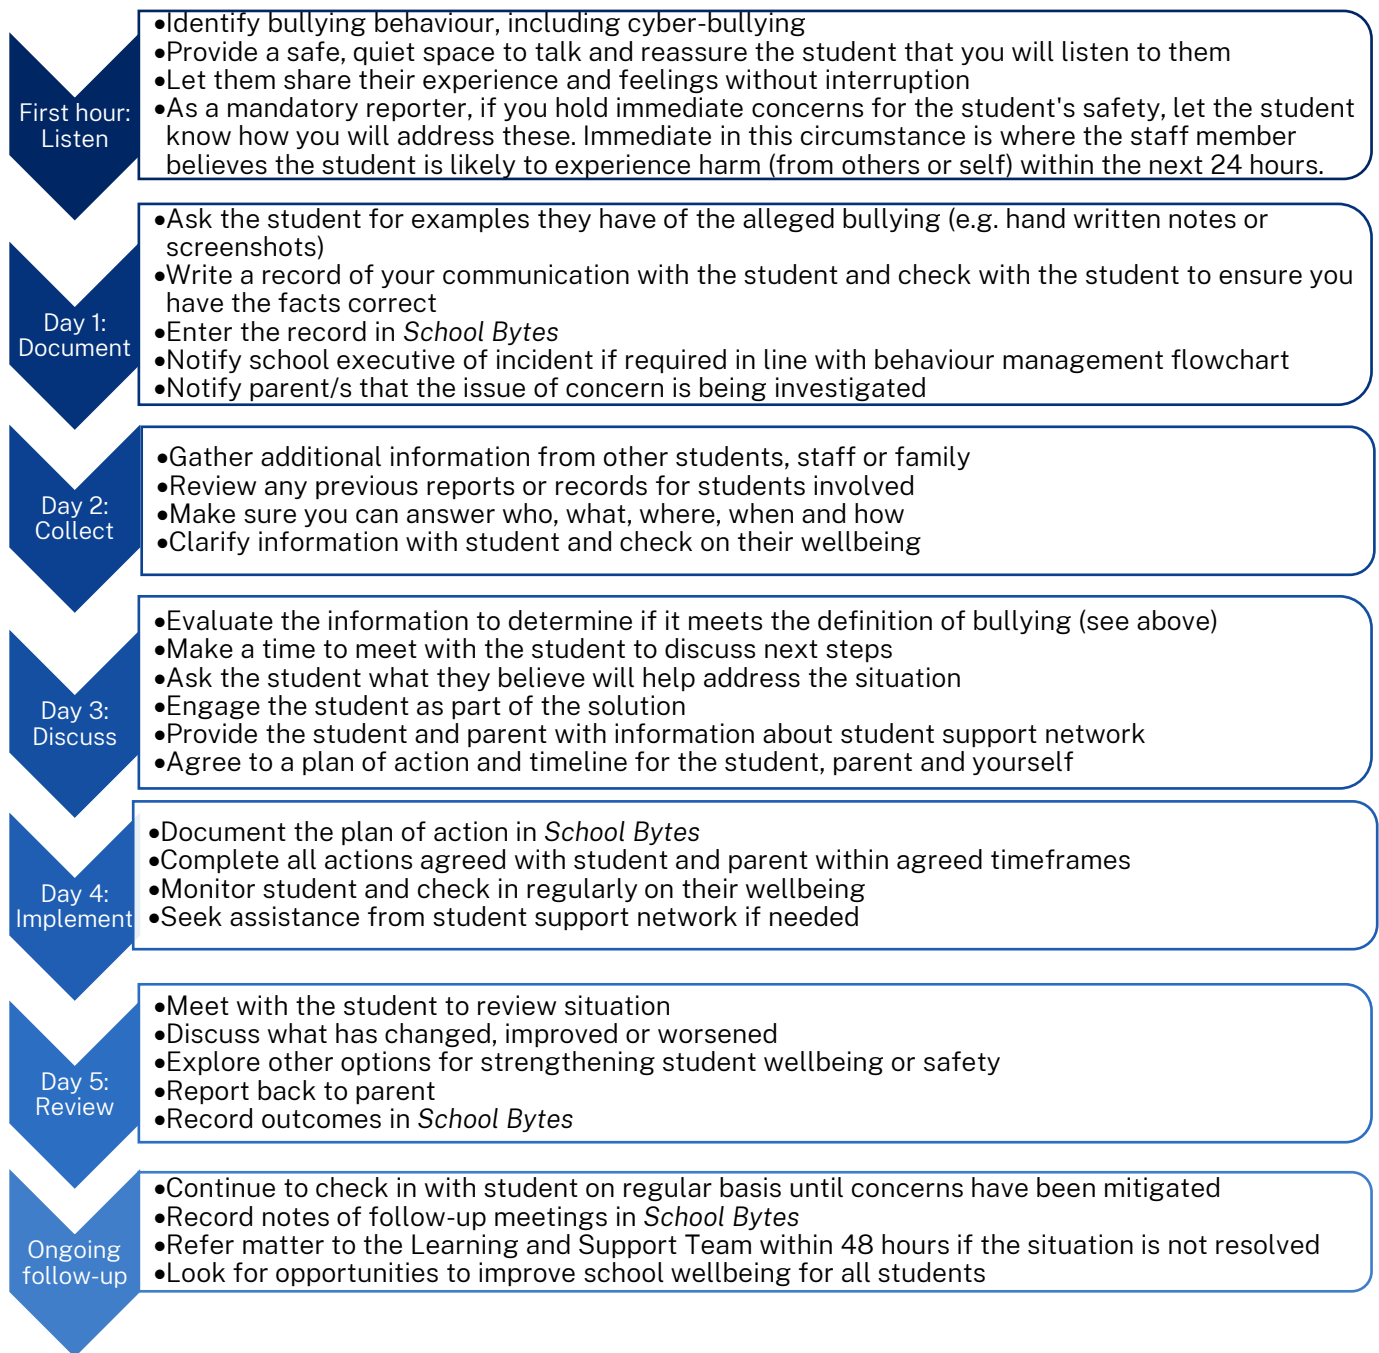 First hour:
Listen
•Identify bullying behaviour, including cyber-bullying
•Provide a safe, quiet space to talk and reassure the student that you will listen to them
•Let them share their experience and feelings without interruption
•As a mandatory reporter, if you hold immediate concerns for the student's safety, let the student
know how you will address these. Immediate in this circumstance is where the staff member
believes the student is likely to experience harm (from others or self) within the next 24 hours.
Day 1:
Document
•Ask the student for examples they have of the alleged bullying (e.g. hand written notes or
screenshots)
•Write a record of your communication with the student and check with the student to ensure you
have the facts correct
•Enter the record in School Bytes
•Notify school executive of incident if required in line with behaviour management flowchart
•Notify parent/s that the issue of concern is being investigated
Day 2:
Collect
•Gather additional information from other students, staff or family
•Review any previous reports or records for students involved
•Make sure you can answer who, what, where, when and how
•Clarify information with student and check on their wellbeing
Day 3:
Discuss
•Evaluate the information to determine if it meets the definition of bullying (see above)
•Make a time to meet with the student to discuss next steps
•Ask the student what they believe will help address the situation
•Engage the student as part of the solution
•Provide the student and parent with information about student support network
•Agree to a plan of action and timeline for the student, parent and yourself
Day 4:
Implement
•Document the plan of action in School Bytes
•Complete all actions agreed with student and parent within agreed timeframes
•Monitor student and check in regularly on their wellbeing
•Seek assistance from student support network if needed
Day 5:
Review
•Meet with the student to review situation
•Discuss what has changed, improved or worsened
•Explore other options for strengthening student wellbeing or safety
•Report back to parent
•Record outcomes in School Bytes
Ongoing
follow-up
•Continue to check in with student on regular basis until concerns have been mitigated
•Record notes of follow-up meetings in School Bytes
•Refer matter to the Learning and Support Team within 48 hours if the situation is not resolved
•Look for opportunities to improve school wellbeing for all students